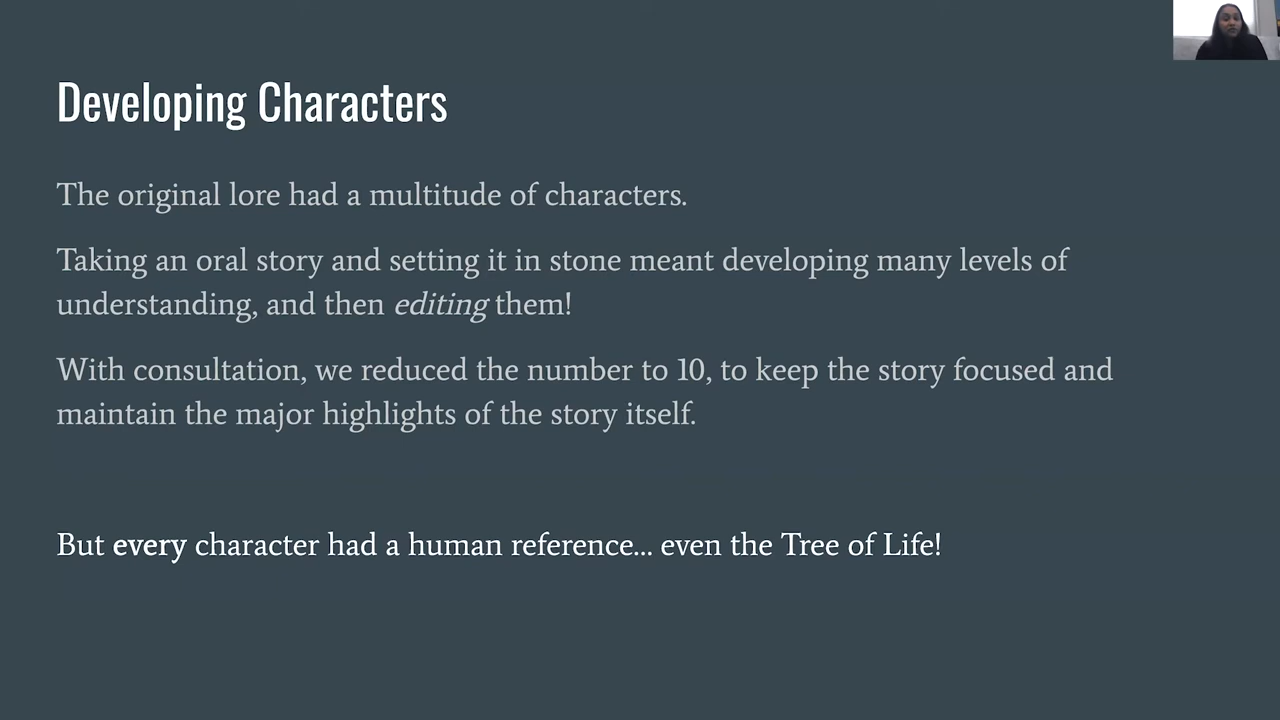 Developing Characters
The original lore had a multitude of characters.
Taking an oral story and setting it in stone meant developing many levels of
understanding, and then editing them!
With consultation, we reduced the number to 10, to keep the story focused and
maintain the major highlights of the story itself.
But every character had a human reference... even the Tree of Life!